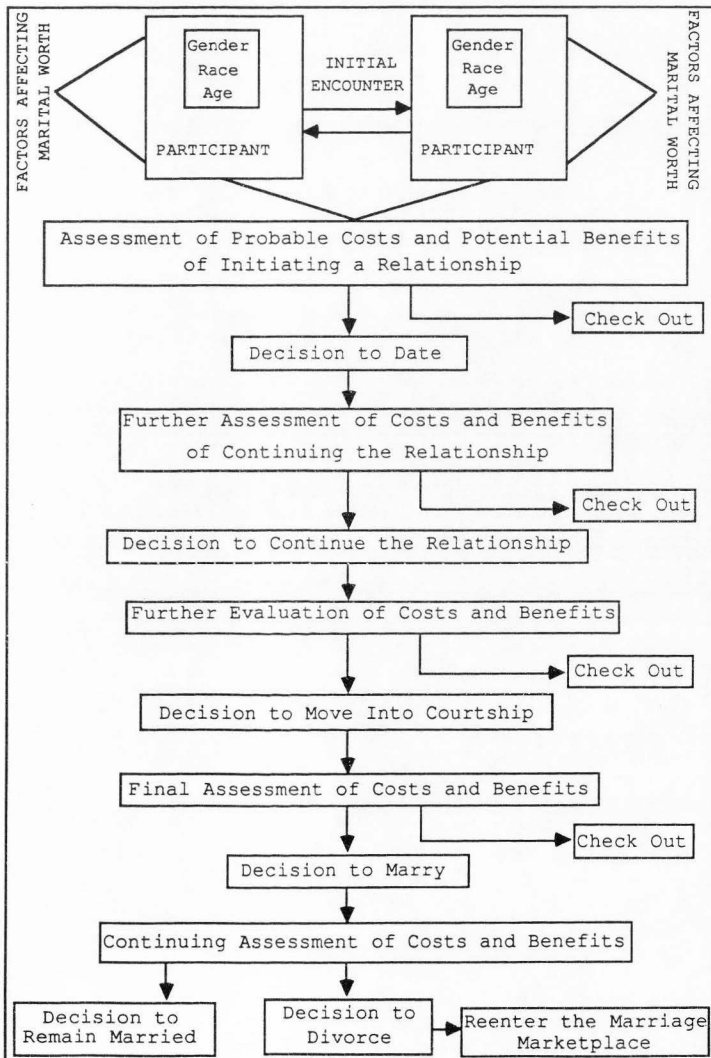 FACTORS AFFECTING
MARITAL WORTH
Gender
Race
Age
PARTICIPANT
INITIAL
ENCOUNTER
Gender
Race
Age
PARTICIPANT
FACTORS AFFECTING
MARITAL WORTH
Assessment of Probable Costs and Potential Benefits
of Initiating a Relationship
Check Out
Decision to Date
Further Assessment of Costs and Benefits
of Continuing the Relationship
Check Out
Decision to Continue the Relationship
Further Evaluation of Costs and Benefits
Check Out
Decision to Move Into Courtship
Final Assessment of Costs and Benefits
Check Out
Decision to Marry
Continuing Assessment of Costs and Benefits
Decision to
Remain Married
Decision to
Divorce
Reenter the Marriage
Marketplace